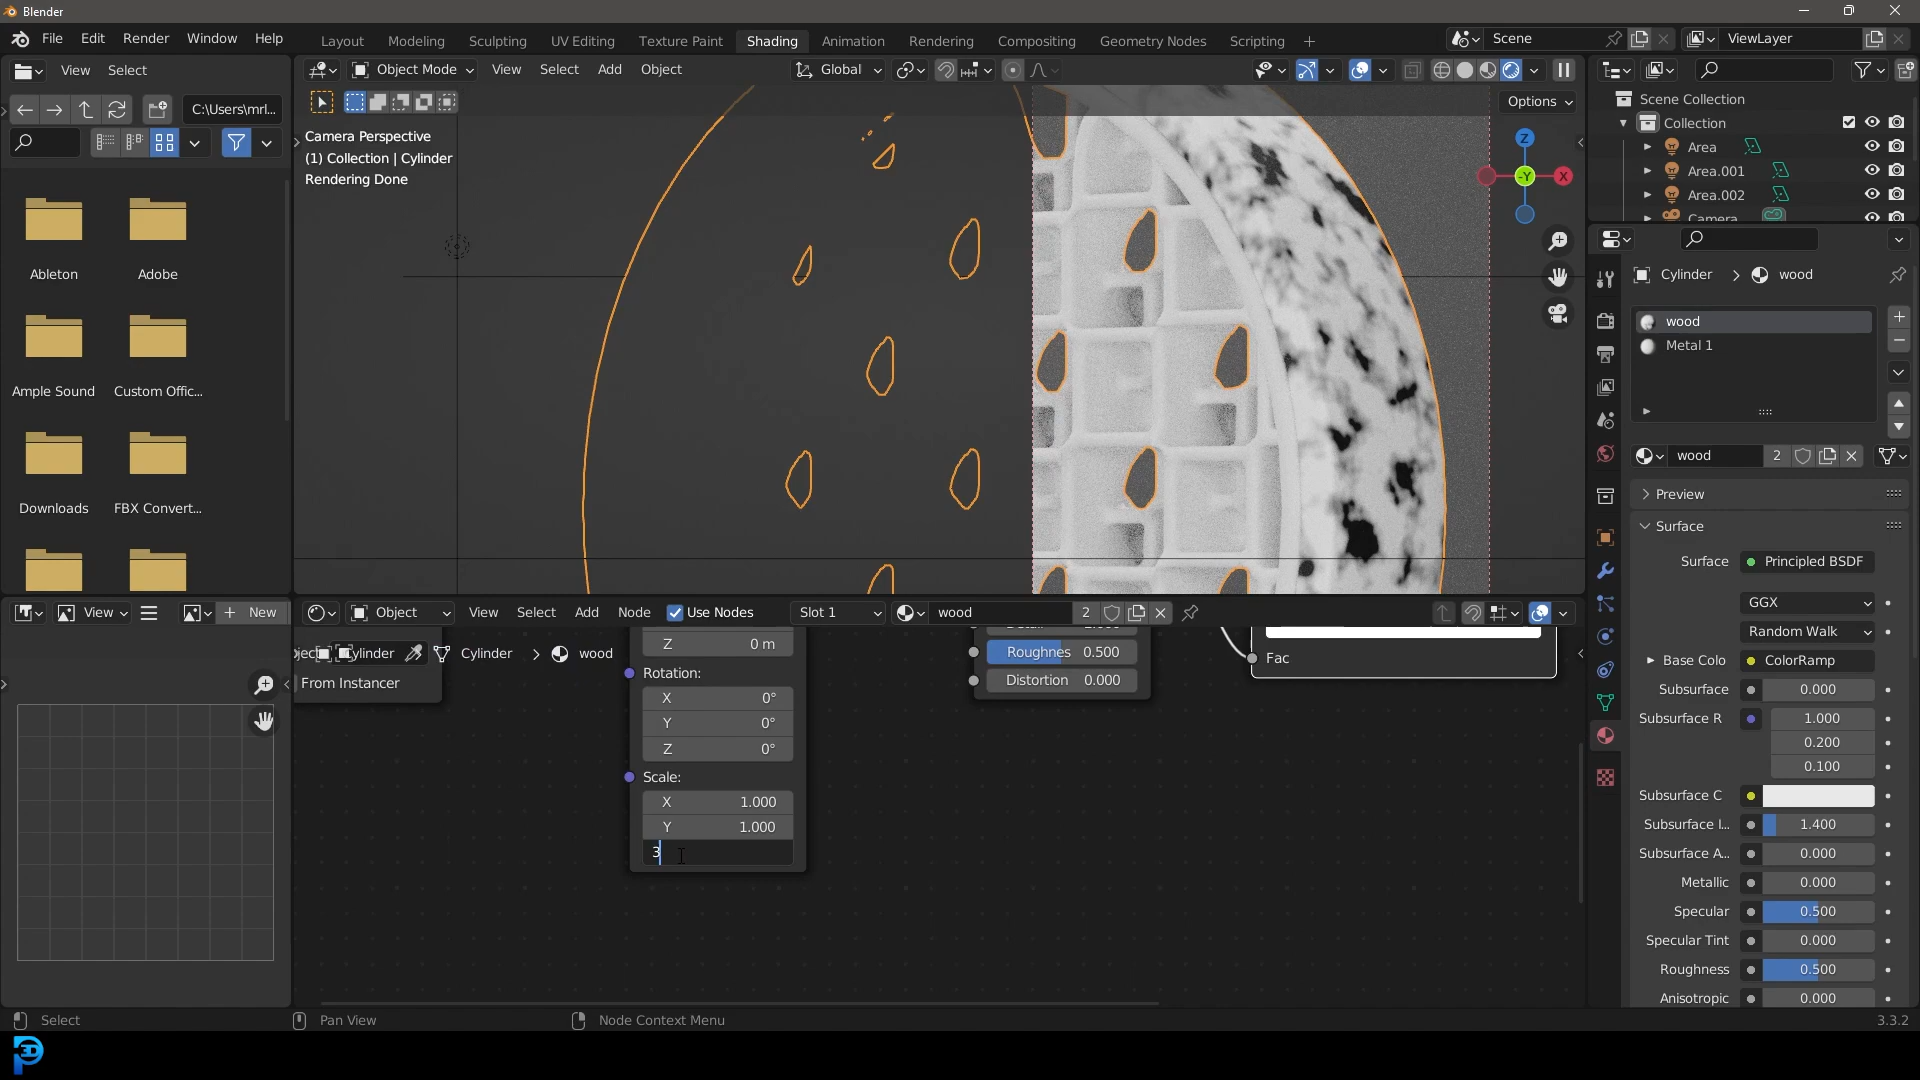 Blender
File Edit Render Window Help
Layout Modeling Sculpting UV Editing Texture Paint Shading Animation Rendering Compositing Geometry Nodes Scripting +
Scene
ViewLayer
View Select
Object Mode View Select Add Object
Global
C:\Users\mrl...
Options
Camera Perspective
(1) Collection | Cylinder
Rendering Done
Z
-Y
X
Ableton Adobe
Ample Sound Custom Offic...
Downloads FBX Convert...
Scene Collection
Collection
Area
Area.001
Area.002
Camera
Cylinder > wood
wood
Metal 1
wood 2
Preview
Surface
Surface Principled BSDF
GGX
Random Walk
Base Colo ColorRamp
Subsurface 0.000
Subsurface R 1.000
0.200
0.100
Subsurface C
Subsurface I... 1.400
Subsurface A... 0.000
Metallic 0.000
Specular 0.500
Specular Tint 0.000
Roughness 0.500
Anisotropic 0.000
View + New
Object View Select Add Node Use Nodes Slot 1 wood 2
Cylinder > wood
From Instancer
Z 0 m
Rotation:
X 0°
Y 0°
Z 0°
Scale:
X 1.000
Y 1.000
3
Roughnes 0.500
Distortion 0.000
Fac
Select Pan View Node Context Menu 3.3.2